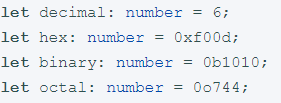 let decimal: number = 6;
let hex: number = 0xf00d;
let binary: number = 0b1010;
let octal: number = 0o744;